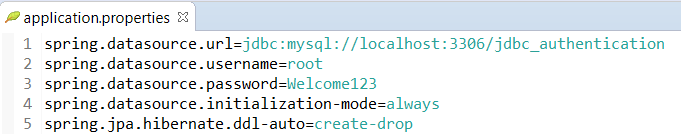 application.properties
1 spring.datasource.url=jdbc:mysql://localhost:3306/jdbc_authentication
2 spring.datasource.username=root
3 spring.datasource.password=Welcome123
4 spring.datasource.initialization-mode=always
5 spring.jpa.hibernate.ddl-auto=create-drop